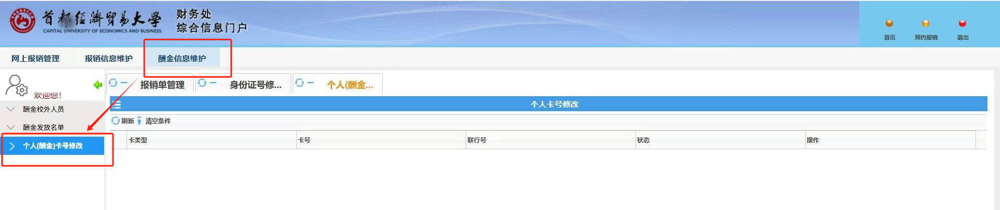 首都經濟貿易大學
CAPITAL UNIVERSITY OF ECONOMICS AND BUSINESS
财务处
综合信息门户
首页 预约报销 退出
网上报销管理 报销信息维护 酬金信息维护
欢迎您！
报销单管理 身份证号修... 个人(酬金...
个人卡号修改
酬金校外人员
酬金发放名单
个人(酬金)卡号修改
刷新 清空条件
卡类型 卡号 联行号 状态 操作